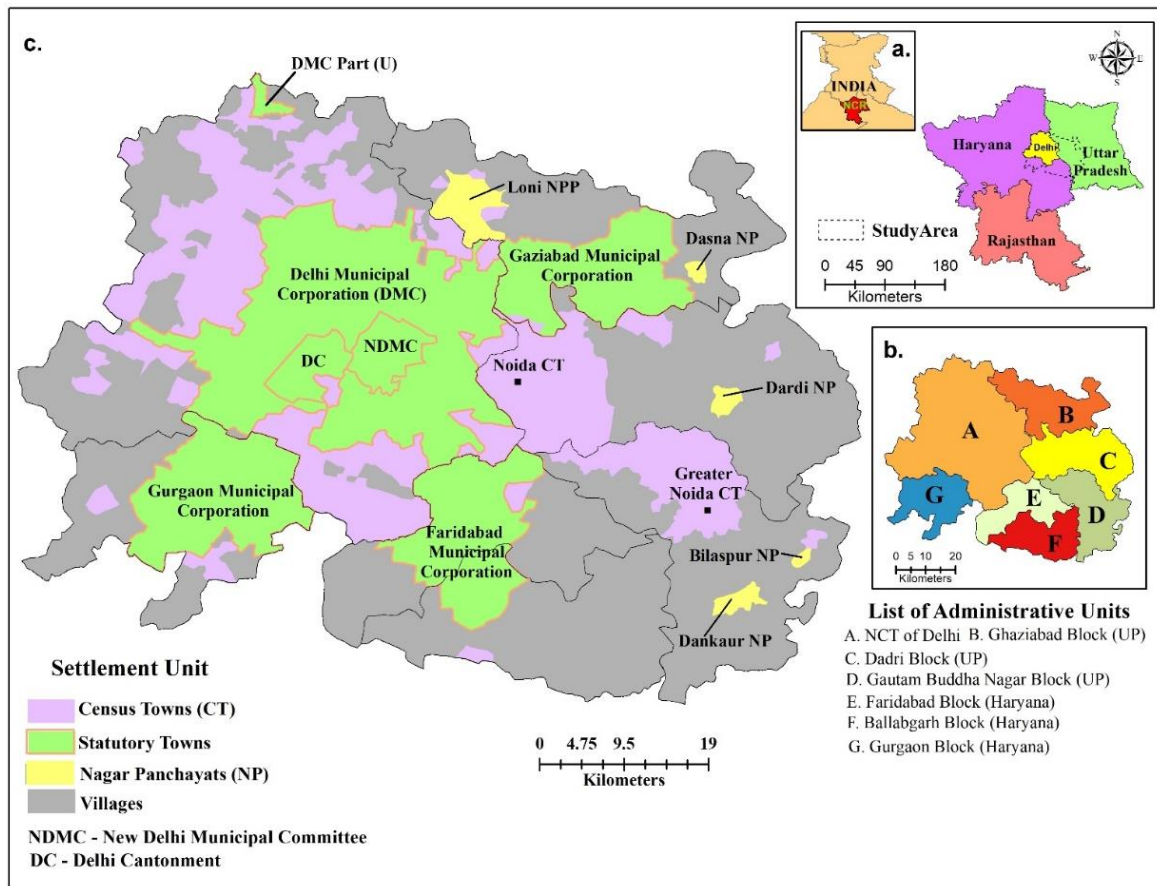 c.
DMC Part (U)
Loni NPP
Gaziabad Municipal
Corporation
Dasna NP
Delhi Municipal
Corporation (DMC)
DC
NDMC
Noida CT
Dardi NP
Gurgaon Municipal
Corporation
Greater
Noida CT
Faridabad
Municipal
Corporation
Bilaspur NP
Dankaur NP
Settlement Unit
Census Towns (CT)
Statutory Towns
Nagar Panchayats (NP)
Villages
NDMC - New Delhi Municipal Committee
DC - Delhi Cantonment
0 4.75 9.5 19
Kilometers
a.
INDIA
NCR
N
W E
S
Haryana
Delhi
Uttar
Pradesh
Rajasthan
StudyArea
0 45 90 180
Kilometers
b.
A
B
C
G
E
D
F
0 5 10 20
Kilometers
List of Administrative Units
A. NCT of Delhi B. Ghaziabad Block (UP)
C. Dadri Block (UP)
D. Gautam Buddha Nagar Block (UP)
E. Faridabad Block (Haryana)
F. Ballabgarh Block (Haryana)
G. Gurgaon Block (Haryana)